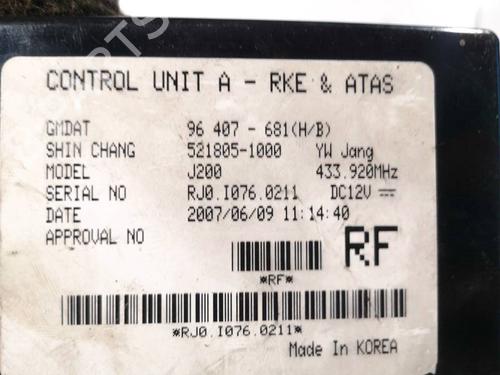 CONTROL UNIT A - RKE & ATAS
GMDAT 96 407 - 681(H/B)
SHIN CHANG 521805-1000 YW Jang
MODEL J200 433.920MHz
SERIAL NO RJ0.I076.0211 DC12V
DATE 2007/06/09 11:14:40
APPROVAL NO
RF
*RF*
*RJ0.I076.0211*
Made In KOREA